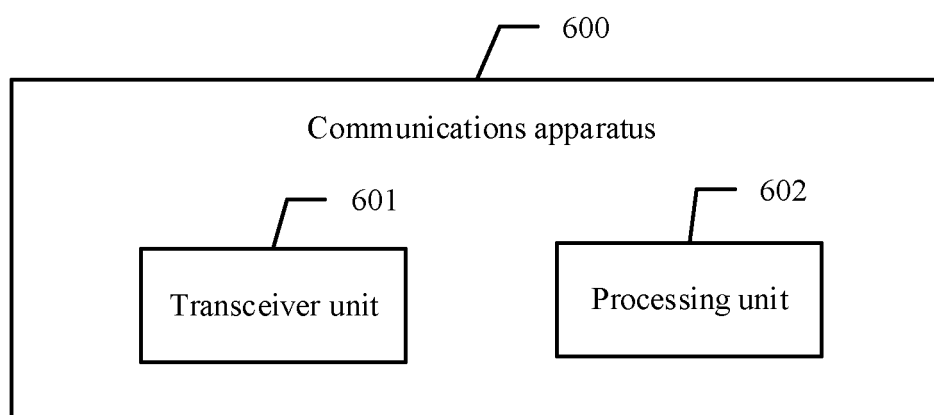 600
Communications apparatus
601
602
Transceiver unit
Processing unit